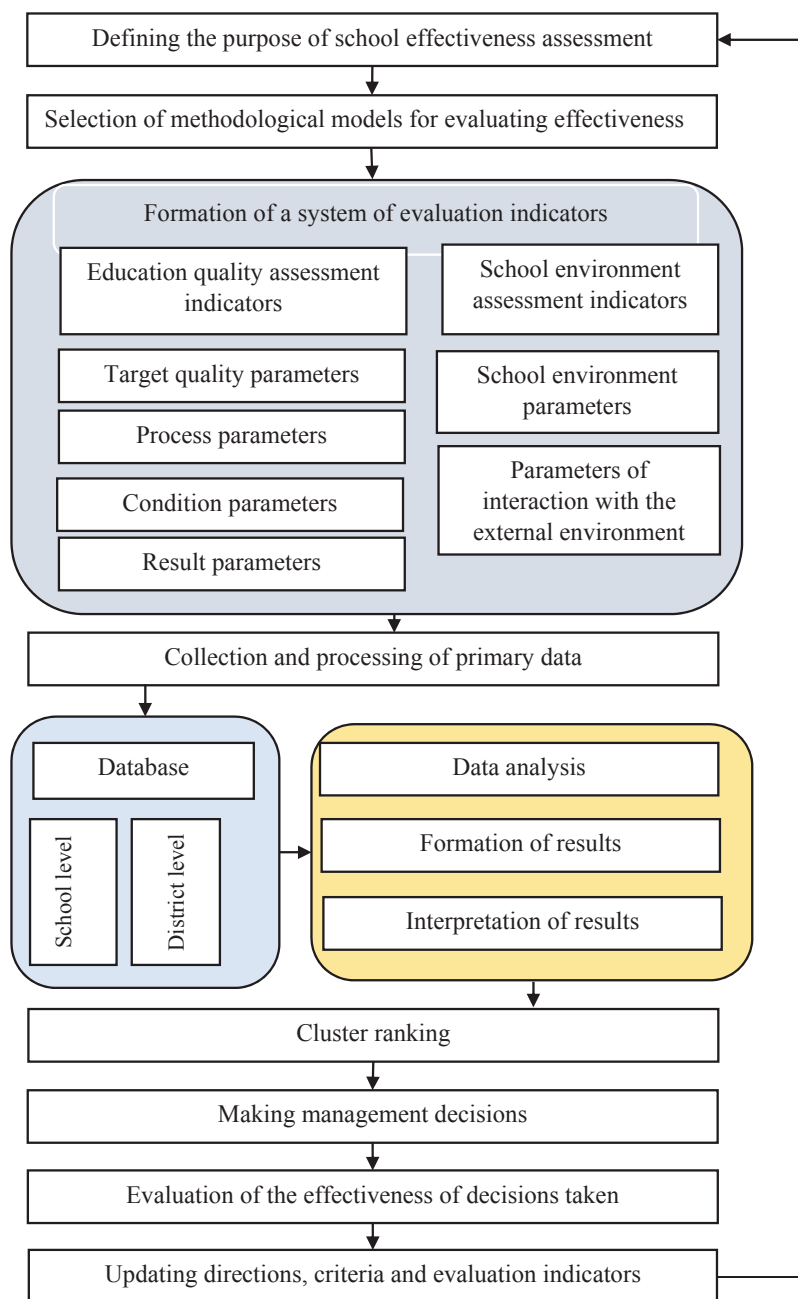 Defining the purpose of school effectiveness assessment
Selection of methodological models for evaluating effectiveness
Formation of a system of evaluation indicators
Education quality assessment
indicators
Target quality parameters
Process parameters
Condition parameters
Result parameters
School environment
assessment indicators
School environment
parameters
Parameters of
interaction with the
external environment
Collection and processing of primary data
Database
School level
District level
Data analysis
Formation of results
Interpretation of results
Cluster ranking
Making management decisions
Evaluation of the effectiveness of decisions taken
Updating directions, criteria and evaluation indicators